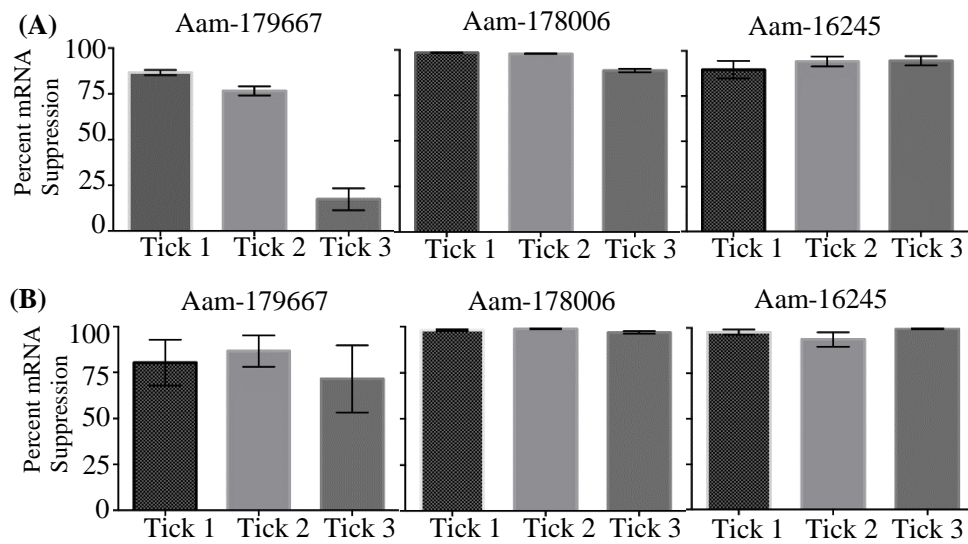 (A)
Aam-179667 Aam-178006 Aam-16245
Percent mRNA
Suppression
100
75
50
25
0
Tick 1 Tick 2 Tick 3 Tick 1 Tick 2 Tick 3 Tick 1 Tick 2 Tick 3
(B)
Aam-179667 Aam-178006 Aam-16245
Percent mRNA
Suppression
100
75
50
25
0
Tick 1 Tick 2 Tick 3 Tick 1 Tick 2 Tick 3 Tick 1 Tick 2 Tick 3